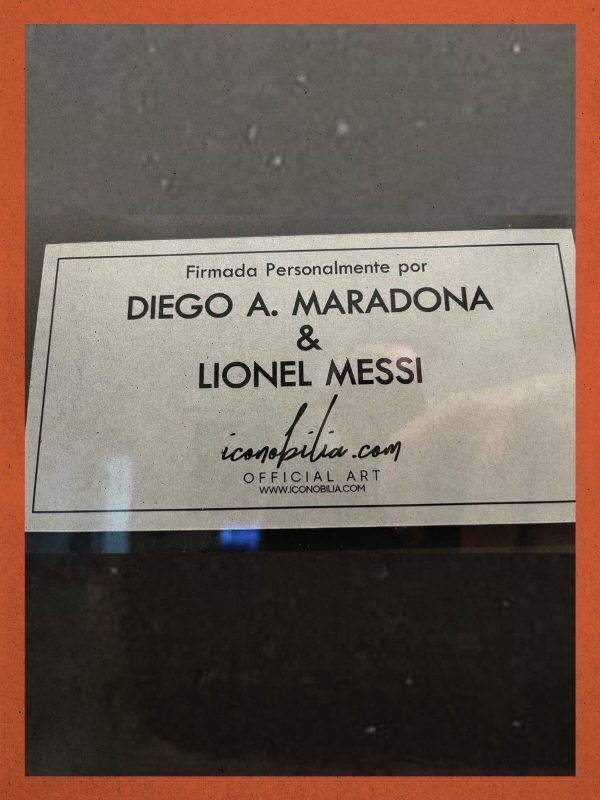 Firmada Personalmente por
DIEGO A. MARADONA
&
LIONEL MESSI
iconobilia.com
OFFICIAL ART
WWW.ICONOBILIA.COM